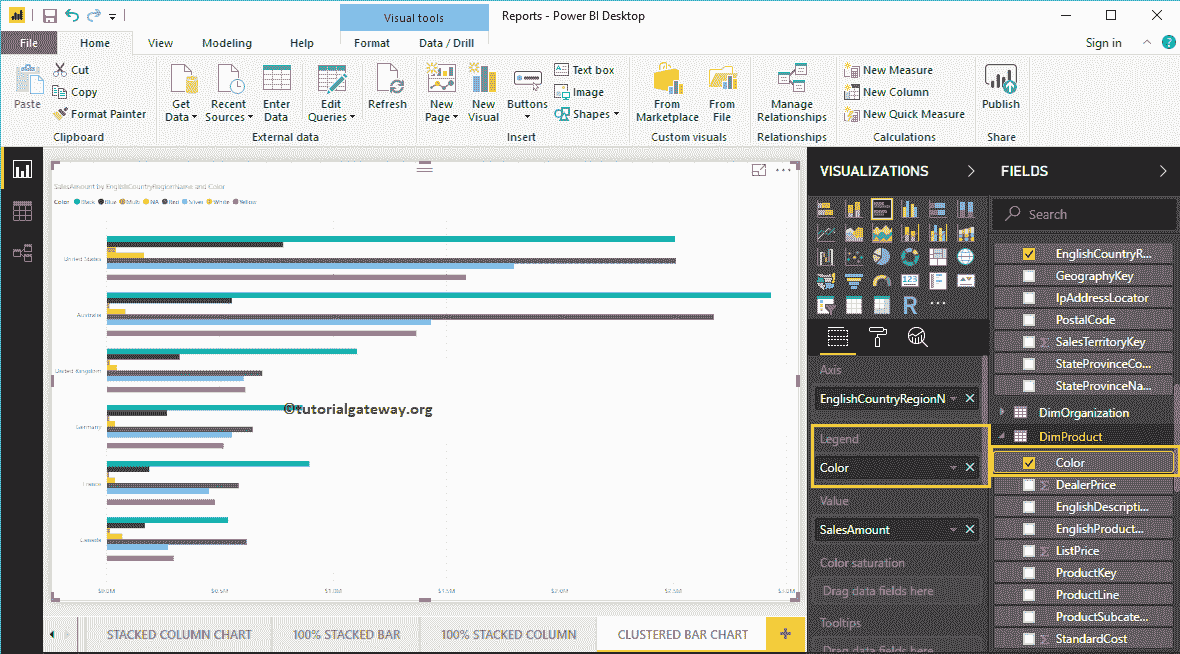 Visual tools
Reports - Power BI Desktop
File
Home
View
Modeling
Help
Format
Data / Drill
Sign in
Paste
Cut
Copy
Format Painter
Clipboard
Get Data
Recent Sources
Enter Data
Edit Queries
External data
Refresh
New Page
New Visual
Buttons
Text box
Image
Shapes
Insert
From Marketplace
From File
Custom visuals
Manage Relationships
Relationships
New Measure
New Column
New Quick Measure
Calculations
Publish
Share
SalesAmount by EnglishCountryRegionName and Color
Color Black Blue Multi NA Red Silver White Yellow
United States
Australia
United Kingdom
Germany
France
Canada
©tutorialgateway.org
$0.0M $0.5M $1.0M $1.5M $2.0M $2.5M $3.0M
STACKED COLUMN CHART
100% STACKED BAR
100% STACKED COLUMN
CLUSTERED BAR CHART
+
VISUALIZATIONS
123
R
Axis
EnglishCountryRegionN
Legend
Color
Value
SalesAmount
Color saturation
Drag data fields here
Tooltips
Drag data fields here
FIELDS
Search
EnglishCountryR...
GeographyKey
IpAddressLocator
PostalCode
SalesTerritoryKey
StateProvinceCo...
StateProvinceNa...
DimOrganization
DimProduct
Color
DealerPrice
EnglishDescripti...
EnglishProduct...
ListPrice
ProductKey
ProductLine
ProductSubcate...
StandardCost